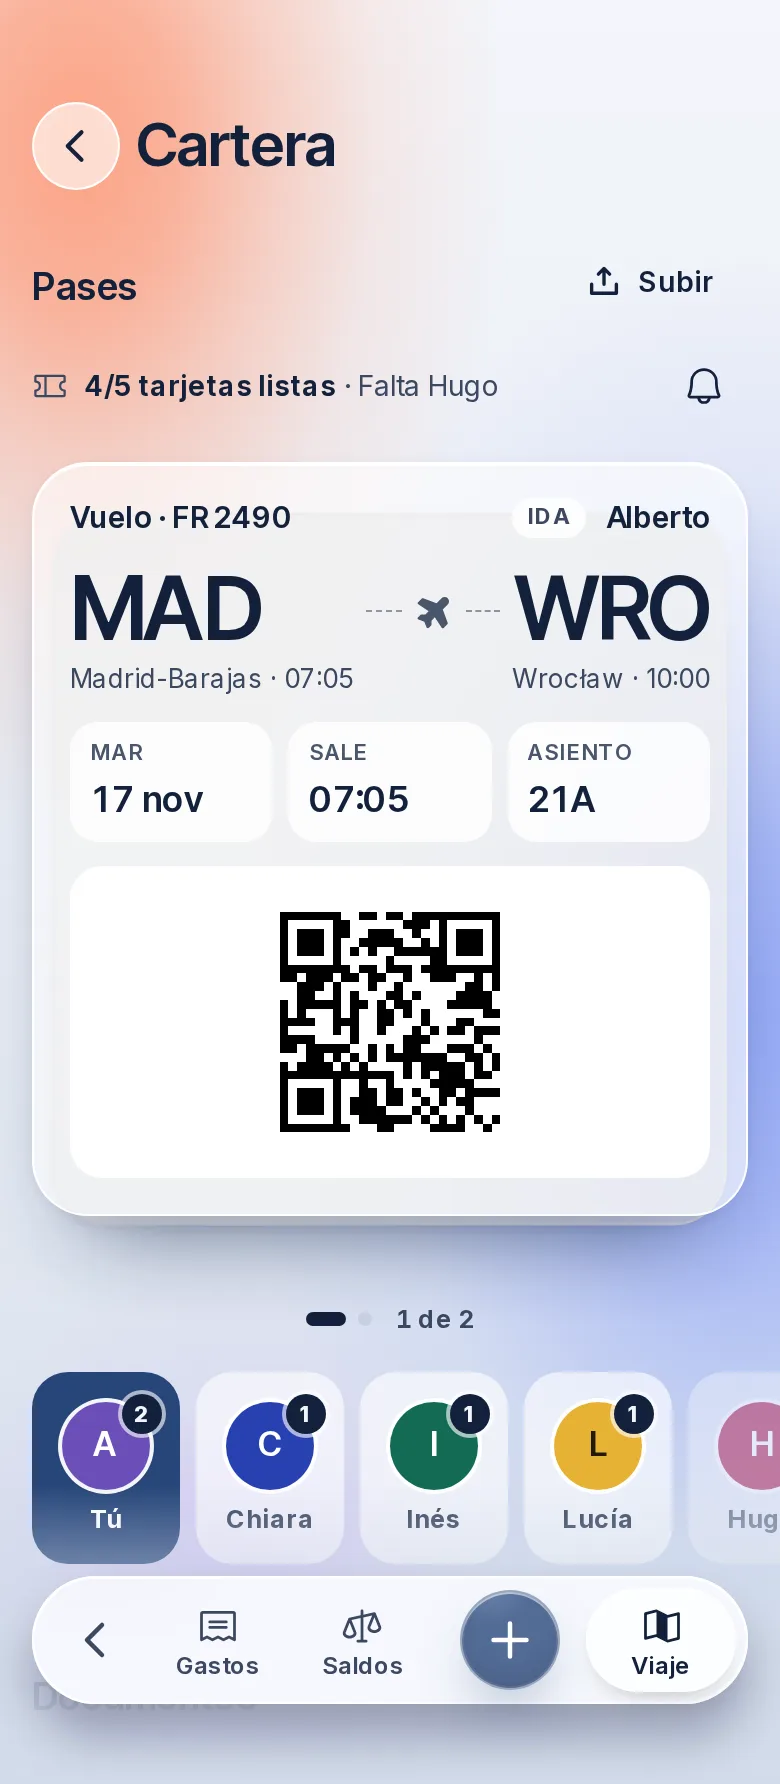 Cartera
Pases
Subir
4/5 tarjetas listas · Falta Hugo
Vuelo · FR 2490
IDA Alberto
MAD
WRO
Madrid-Barajas · 07:05
Wrocław · 10:00
MAR
17 nov
SALE
07:05
ASIENTO
21A
1 de 2
A 2
Tú
C 1
Chiara
I 1
Inés
L 1
Lucía
H
Hug
Gastos
Saldos
Viaje